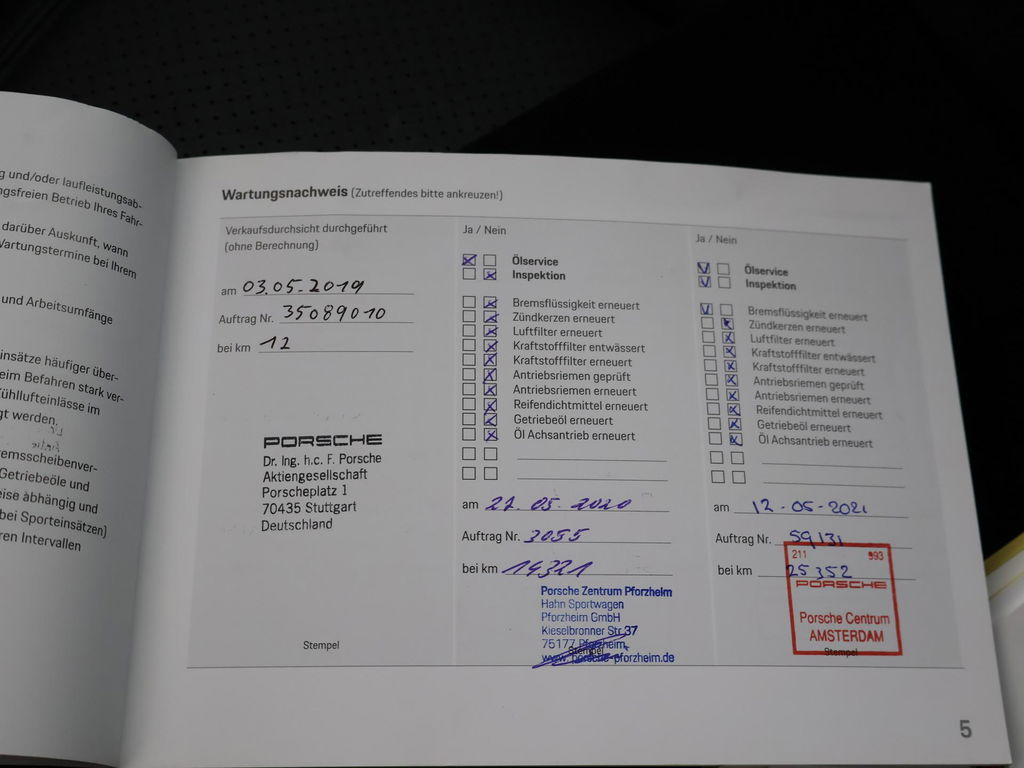 g und/oder laufleistungsab-
ngsfreien Betrieb Ihres Fahr-
darüber Auskunft, wann
Wartungstermine bei Ihrem
und Arbeitsumfänge
insätze häufiger über-
eim Befahren stark ver-
Kühllufteinlässe im
gt werden.
emsscheibenver-
Getriebeöle und
eise abhängig und
bei Sporteinsätzen)
ren Intervallen
Wartungsnachweis (Zutreffendes bitte ankreuzen!)
Verkaufsdurchsicht durchgeführt
(ohne Berechnung)
am 03.05.2019
Auftrag Nr. 35089010
bei km 12
PORSCHE
Dr. Ing. h.c. F. Porsche
Aktiengesellschaft
Porscheplatz 1
70435 Stuttgart
Deutschland
Stempel
Ja / Nein
Ölservice
Inspektion
Bremsflüssigkeit erneuert
Zündkerzen erneuert
Luftfilter erneuert
Kraftstofffilter entwässert
Kraftstofffilter erneuert
Antriebsriemen geprüft
Antriebsriemen erneuert
Reifendichtmittel erneuert
Getriebeöl erneuert
Öl Achsantrieb erneuert
am 05. 2020
Auftrag Nr. 3055
bei km 14321
Porsche Zentrum Pforzheim
Hahn Sportwagen
Pforzheim GmbH
Kieselbronner Str. 37
75177 Pforzheim
Stempel
www.porsche-pforzheim.de
Ja / Nein
Ölservice
Inspektion
Bremsflüssigkeit erneuert
Zündkerzen erneuert
Luftfilter erneuert
Kraftstofffilter entwässert
Kraftstofffilter erneuert
Antriebsriemen geprüft
Antriebsriemen erneuert
Reifendichtmittel erneuert
Getriebeöl erneuert
Öl Achsantrieb erneuert
am 12-05-2021
Auftrag Nr. 59131
211 993
bei km 25352
PORSCHE
Porsche Centrum
AMSTERDAM
Stempel
5